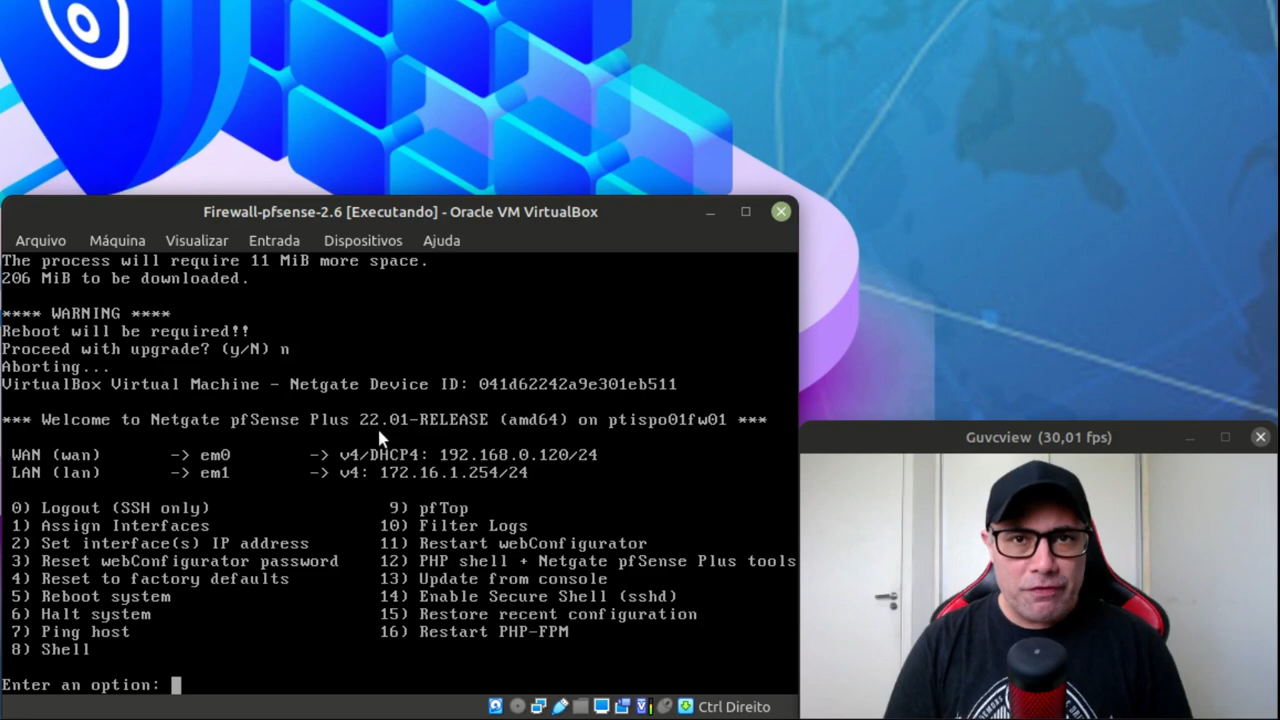 Firewall-pfsense-2.6 [Executando] - Oracle VM VirtualBox
Arquivo Máquina Visualizar Entrada Dispositivos Ajuda
The process will require 11 MiB more space.
206 MiB to be downloaded.
**** WARNING ****
Reboot will be required!!
Proceed with upgrade? (y/N) n
Aborting...
VirtualBox Virtual Machine - Netgate Device ID: 041d62242a9e301eb511
*** Welcome to Netgate pfSense Plus 22.01-RELEASE (amd64) on ptispo01fw01 ***
WAN (wan) -> em0 -> v4/DHCP4: 192.168.0.120/24
LAN (lan) -> em1 -> v4: 172.16.1.254/24
0) Logout (SSH only) 9) pfTop
1) Assign Interfaces 10) Filter Logs
2) Set interface(s) IP address 11) Restart webConfigurator
3) Reset webConfigurator password 12) PHP shell + Netgate pfSense Plus tools
4) Reset to factory defaults 13) Update from console
5) Reboot system 14) Enable Secure Shell (sshd)
6) Halt system 15) Restore recent configuration
7) Ping host 16) Restart PHP-FPM
8) Shell
Enter an option:
Ctrl Direito
Guvcview (30,01 fps)